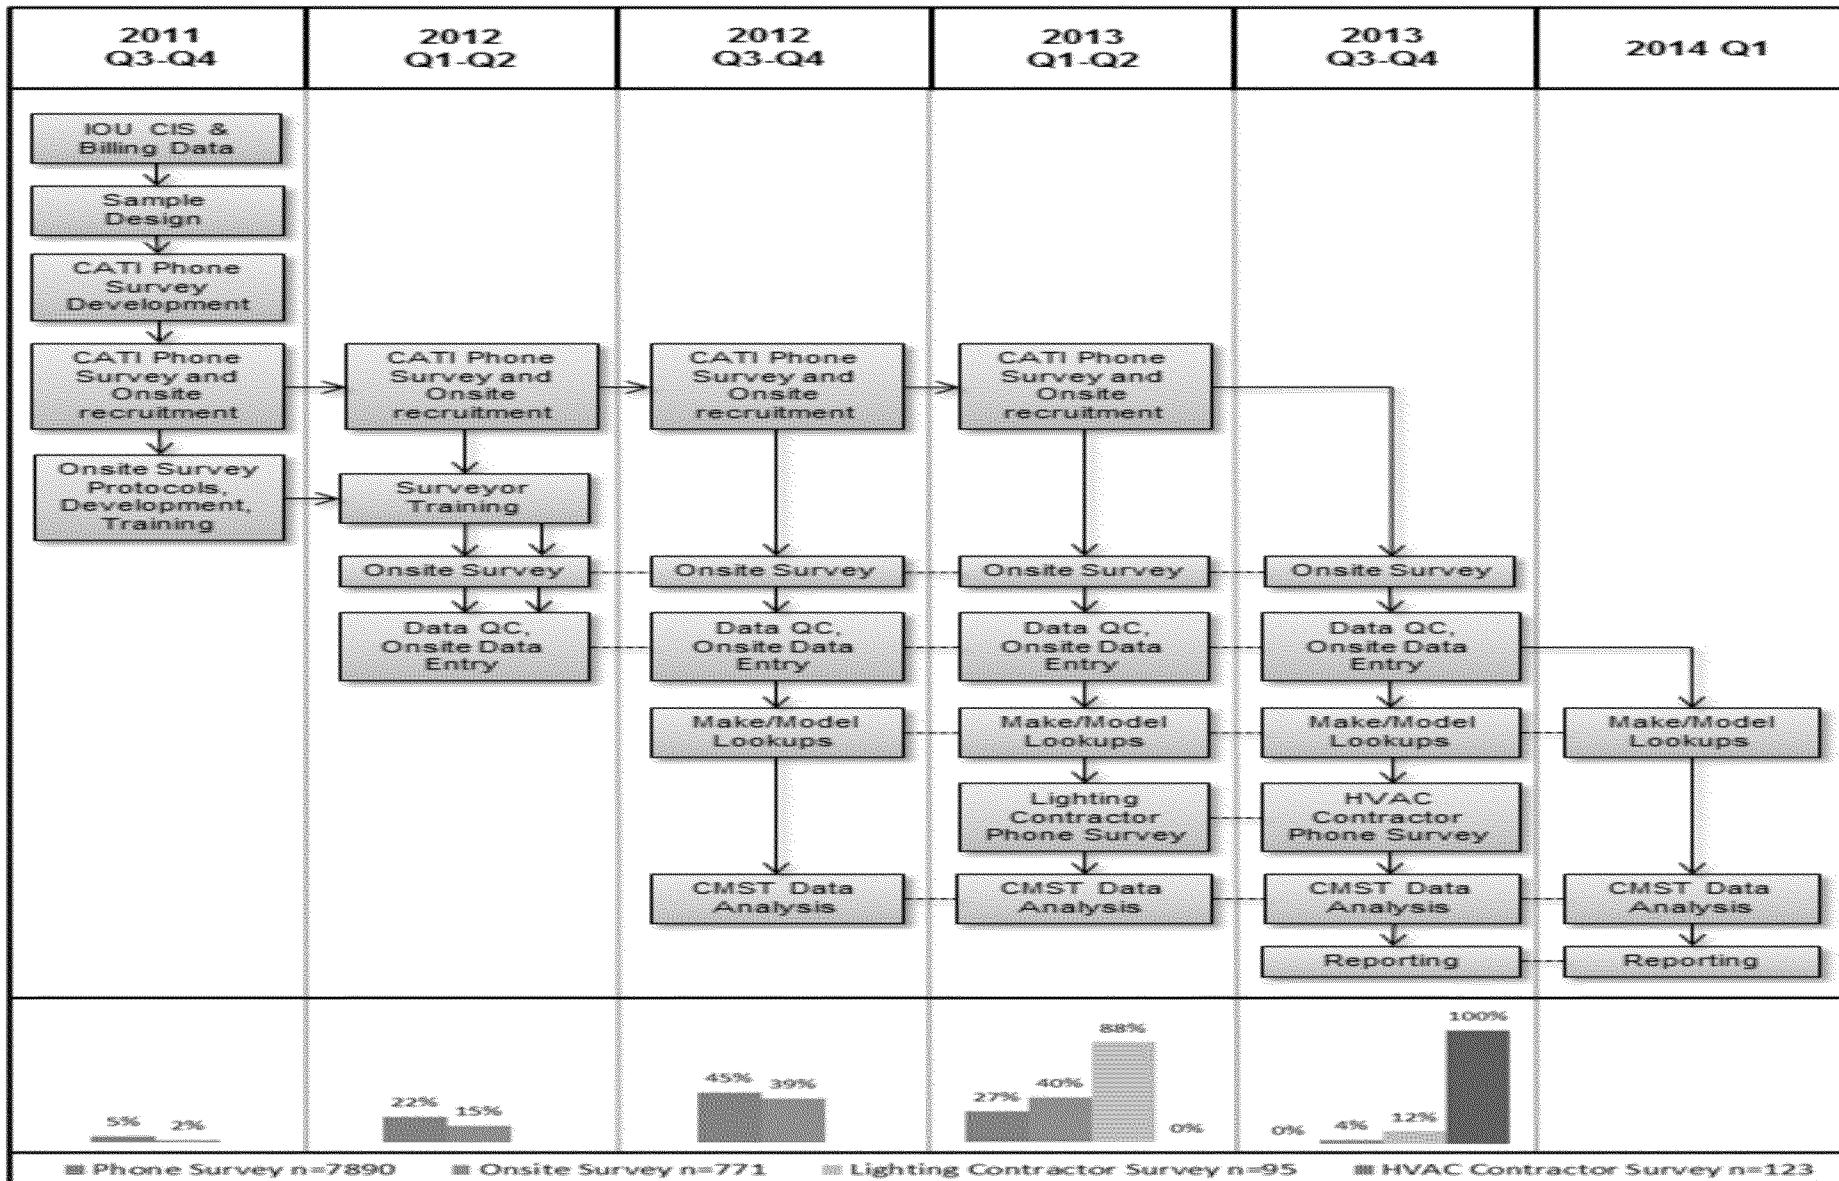 2011
Q3-Q4
2012
Q1-Q2
2012
Q3-Q4
2013
Q1-Q2
2013
Q3-Q4
2014 Q1
IOU CIS &
Billing Data
Sample
Design
CATI Phone
Survey
Development
CATI Phone
Survey and
Onsite
recruitment
CATI Phone
Survey and
Onsite
recruitment
CATI Phone
Survey and
Onsite
recruitment
CATI Phone
Survey and
Onsite
recruitment
Onsite Survey
Protocols,
Development,
Training
Surveyor
Training
Onsite Survey
Onsite Survey
Onsite Survey
Onsite Survey
Data QC,
Onsite Data
Entry
Data QC,
Onsite Data
Entry
Data QC,
Onsite Data
Entry
Data QC,
Onsite Data
Entry
Make/Model
Lookups
Make/Model
Lookups
Make/Model
Lookups
Make/Model
Lookups
Lighting
Contractor
Phone Survey
HVAC
Contractor
Phone Survey
CMST Data
Analysis
CMST Data
Analysis
CMST Data
Analysis
CMST Data
Analysis
Reporting
Reporting
5%
2%
22%
15%
45%
39%
27%
40%
88%
0%
0%
4%
12%
100%
Phone Survey n=7890
Onsite Survey n=771
Lighting Contractor Survey n=95
HVAC Contractor Survey n=123